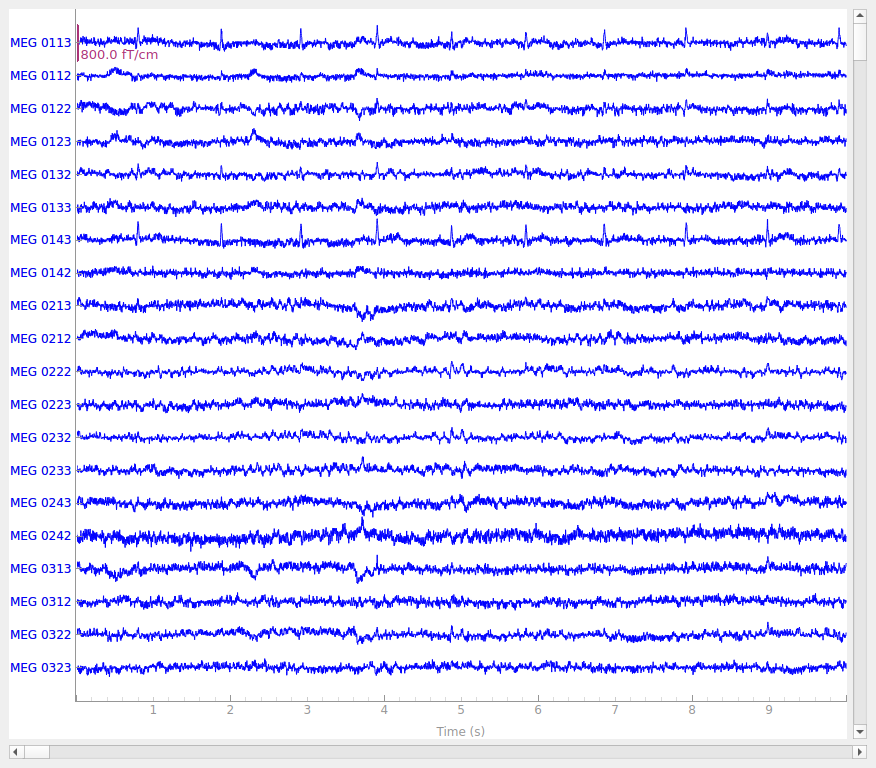 MEG 0113
800.0 fT/cm
MEG 0112
MEG 0122
MEG 0123
MEG 0132
MEG 0133
MEG 0143
MEG 0142
MEG 0213
MEG 0212
MEG 0222
MEG 0223
MEG 0232
MEG 0233
MEG 0243
MEG 0242
MEG 0313
MEG 0312
MEG 0322
MEG 0323
1 2 3 4 5 6 7 8 9
Time (s)